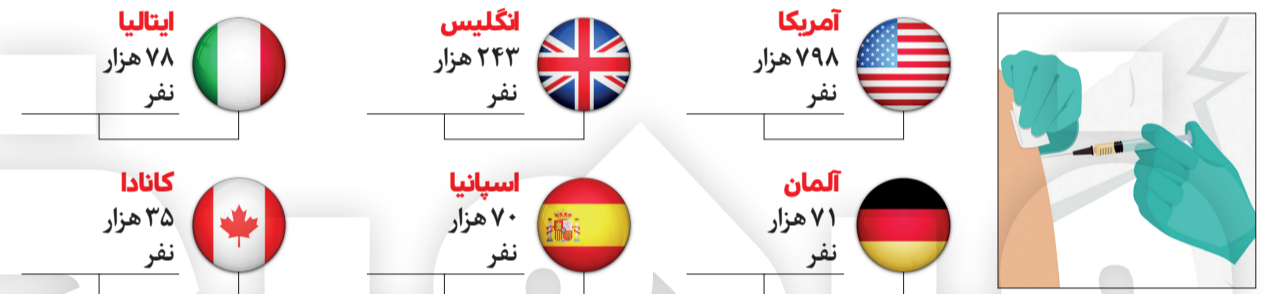 آمریکا
۷۹۸ هزار
نفر
انگلیس
۲۴۳ هزار
نفر
ایتالیا
۷۸ هزار
نفر
آلمان
۷۱ هزار
نفر
اسپانیا
۷۰ هزار
نفر
کانادا
۳۵ هزار
نفر